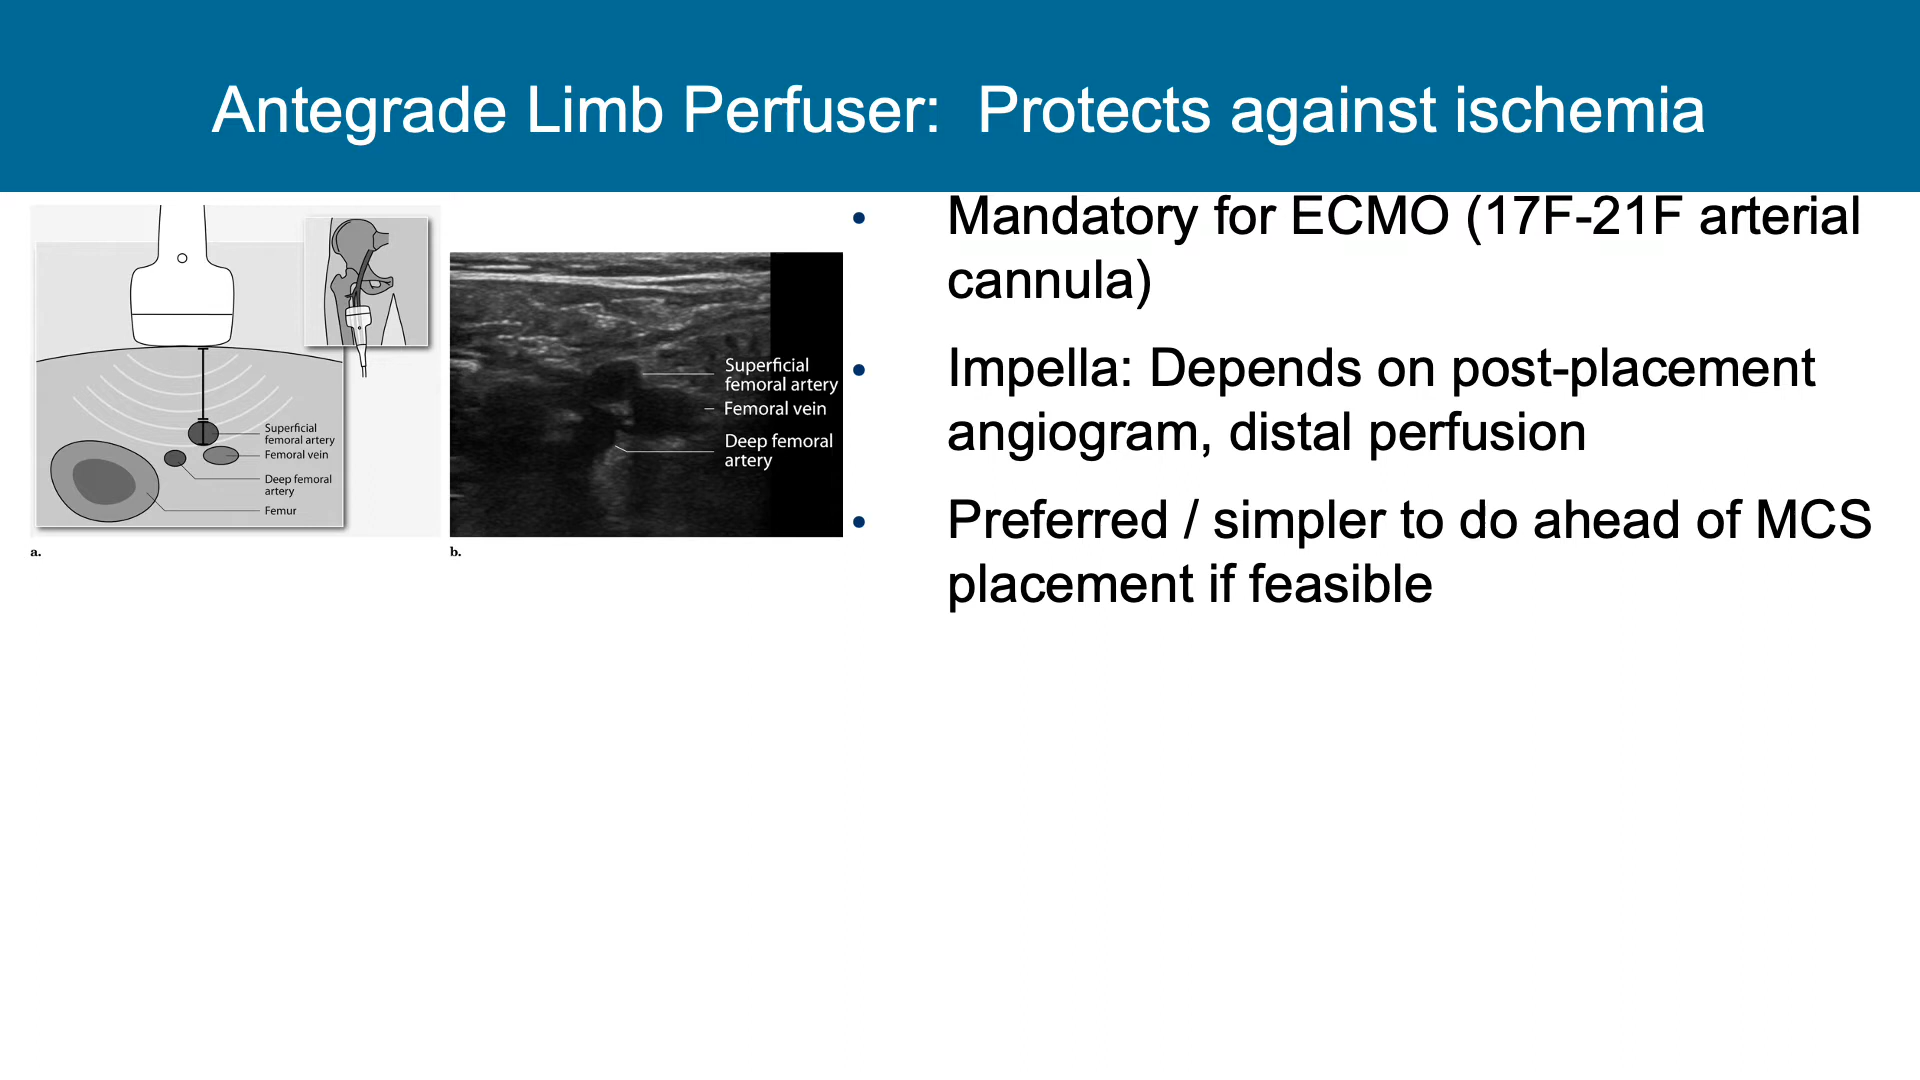 Antegrade Limb Perfuser:  Protects against ischemia
Superficial
femoral artery
Femoral vein
Deep femoral
artery
Femur
a.
Superficial
femoral artery
Femoral vein
Deep femoral
artery
b.
• Mandatory for ECMO (17F-21F arterial
cannula)
• Impella: Depends on post-placement
angiogram, distal perfusion
• Preferred / simpler to do ahead of MCS
placement if feasible